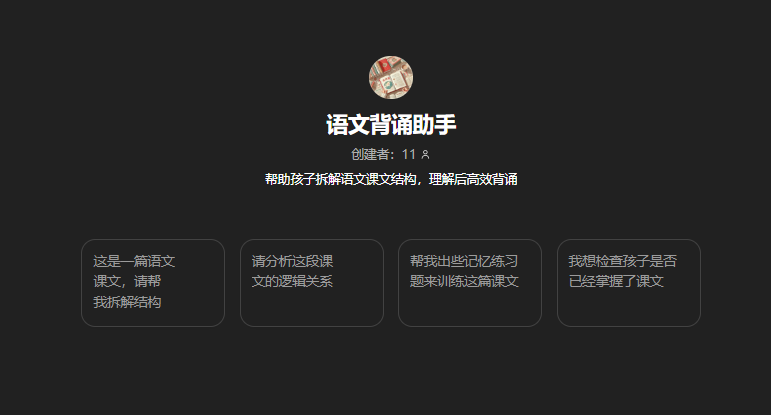 语文背诵助手
创建者：11
帮助孩子拆解语文课文结构，理解后高效背诵
这是一篇语文
课文，请帮
我拆解结构
请分析这段课
文的逻辑关系
帮我出些记忆练习
题来训练这篇课文
我想检查孩子是否
已经掌握了课文